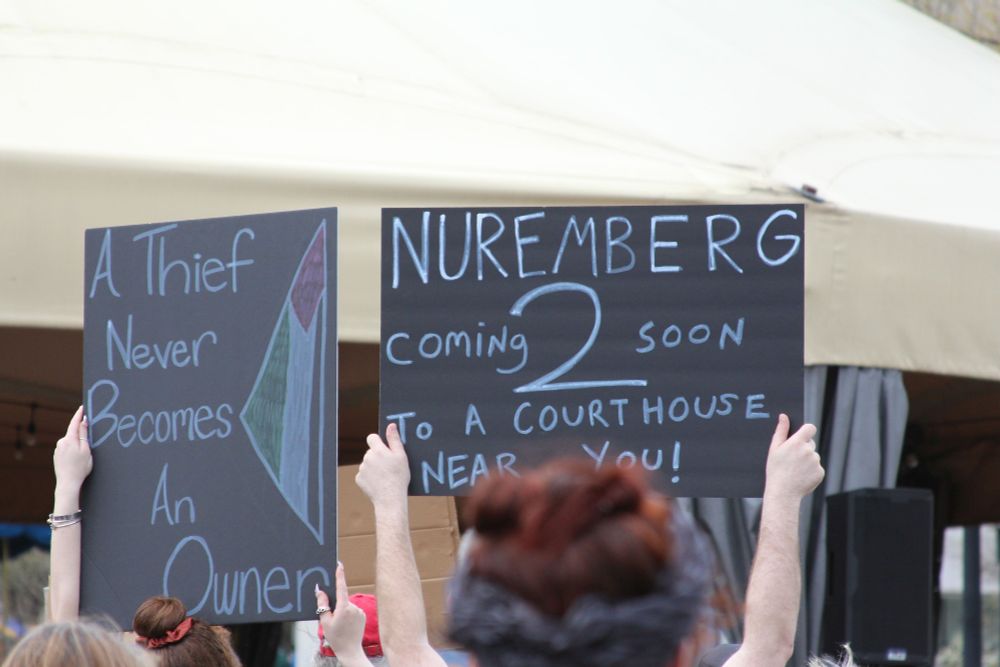 A Thief
Never
Becomes
An
Owner
NUREMBERG
2
coming soon
TO A COURTHOUSE
NEAR YOU!